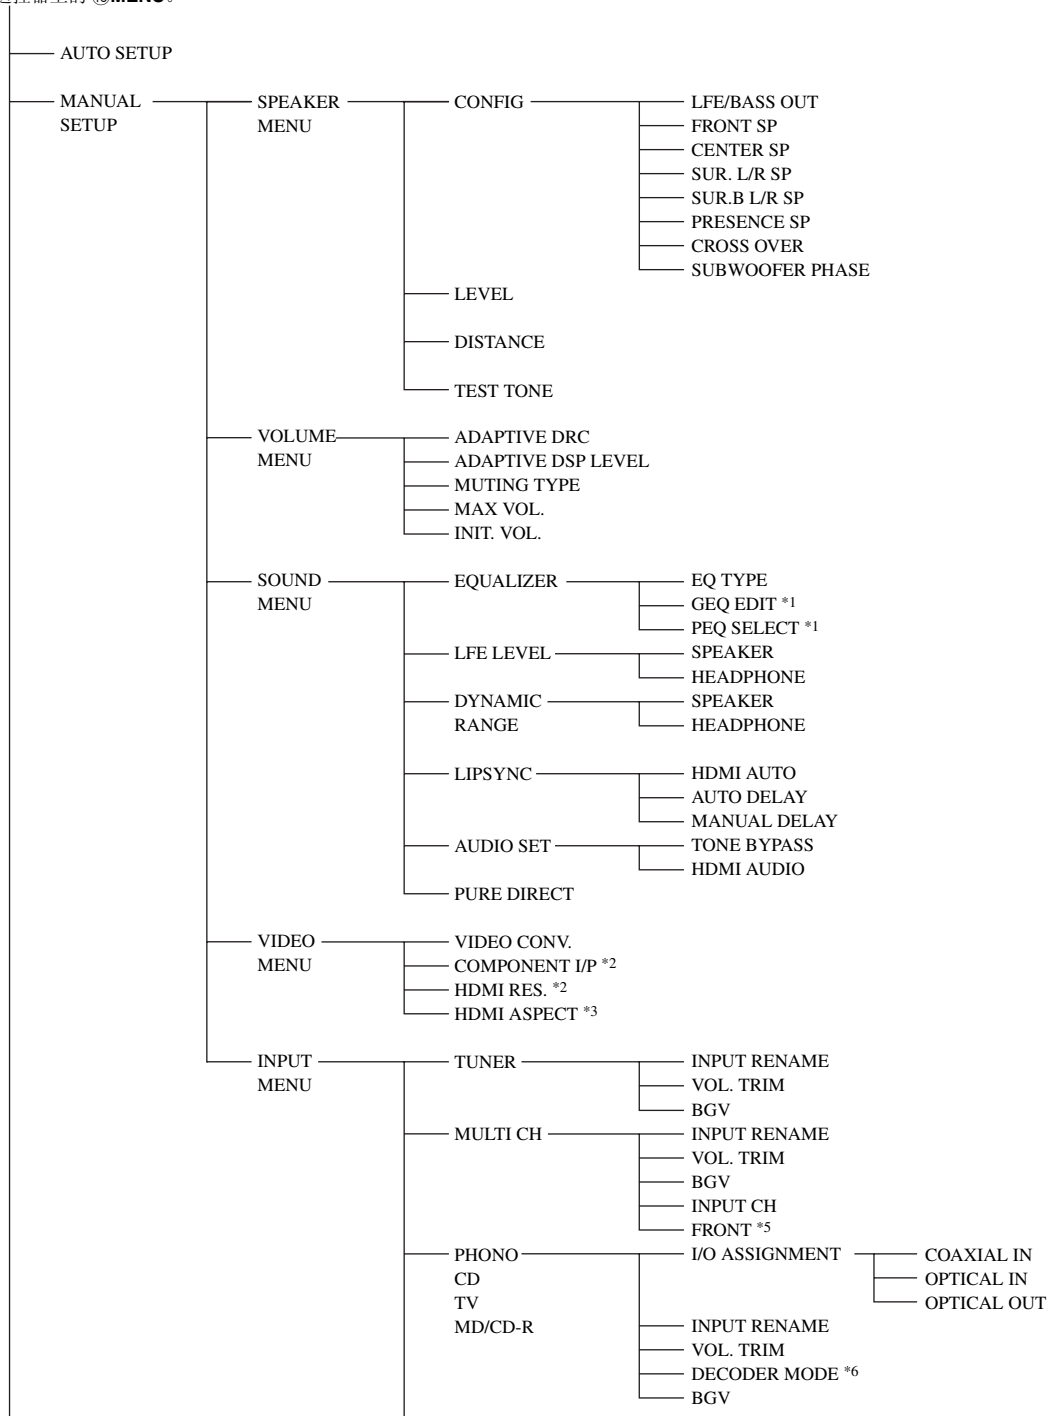 MENU。
AUTO SETUP
MANUAL SETUP
SPEAKER MENU
CONFIG
LFE/BASS OUT
FRONT SP
CENTER SP
SUR. L/R SP
SUR.B L/R SP
PRESENCE SP
CROSS OVER
SUBWOOFER PHASE
LEVEL
DISTANCE
TEST TONE
VOLUME MENU
ADAPTIVE DRC
ADAPTIVE DSP LEVEL
MUTING TYPE
MAX VOL.
INIT. VOL.
SOUND MENU
EQUALIZER
EQ TYPE
GEQ EDIT *1
PEQ SELECT *1
LFE LEVEL
SPEAKER
HEADPHONE
DYNAMIC RANGE
SPEAKER
HEADPHONE
LIPSYNC
HDMI AUTO
AUTO DELAY
MANUAL DELAY
AUDIO SET
TONE BYPASS
HDMI AUDIO
PURE DIRECT
VIDEO MENU
VIDEO CONV.
COMPONENT I/P *2
HDMI RES. *2
HDMI ASPECT *3
INPUT MENU
TUNER
INPUT RENAME
VOL. TRIM
BGV
MULTI CH
INPUT RENAME
VOL. TRIM
BGV
INPUT CH
FRONT *5
PHONO
CD
TV
MD/CD-R
I/O ASSIGNMENT
COAXIAL IN
OPTICAL IN
OPTICAL OUT
INPUT RENAME
VOL. TRIM
DECODER MODE *6
BGV